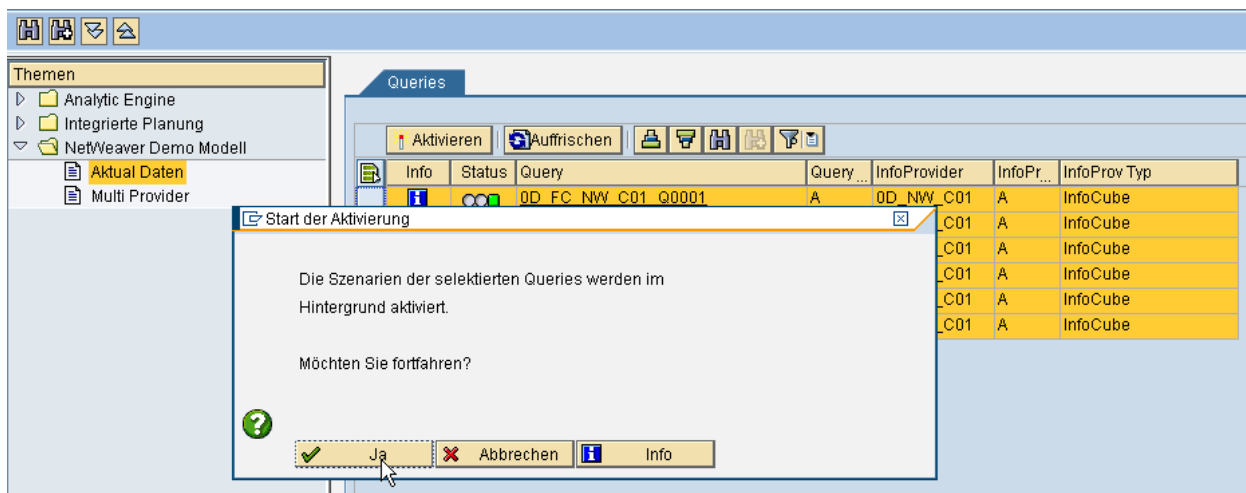 Themen
Analytic Engine
Integrierte Planung
NetWeaver Demo Modell
Aktual Daten
Multi Provider
Queries
Aktivieren Auffrischen
Info Status Query Query... InfoProvider InfoPr... InfoProv Typ
0D_FC_NW_C01_Q0001 A 0D_NW_C01 A InfoCube
_C01 A InfoCube
_C01 A InfoCube
_C01 A InfoCube
_C01 A InfoCube
_C01 A InfoCube
Start der Aktivierung
Die Szenarien der selektierten Queries werden im
Hintergrund aktiviert.
Möchten Sie fortfahren?
Ja Abbrechen Info